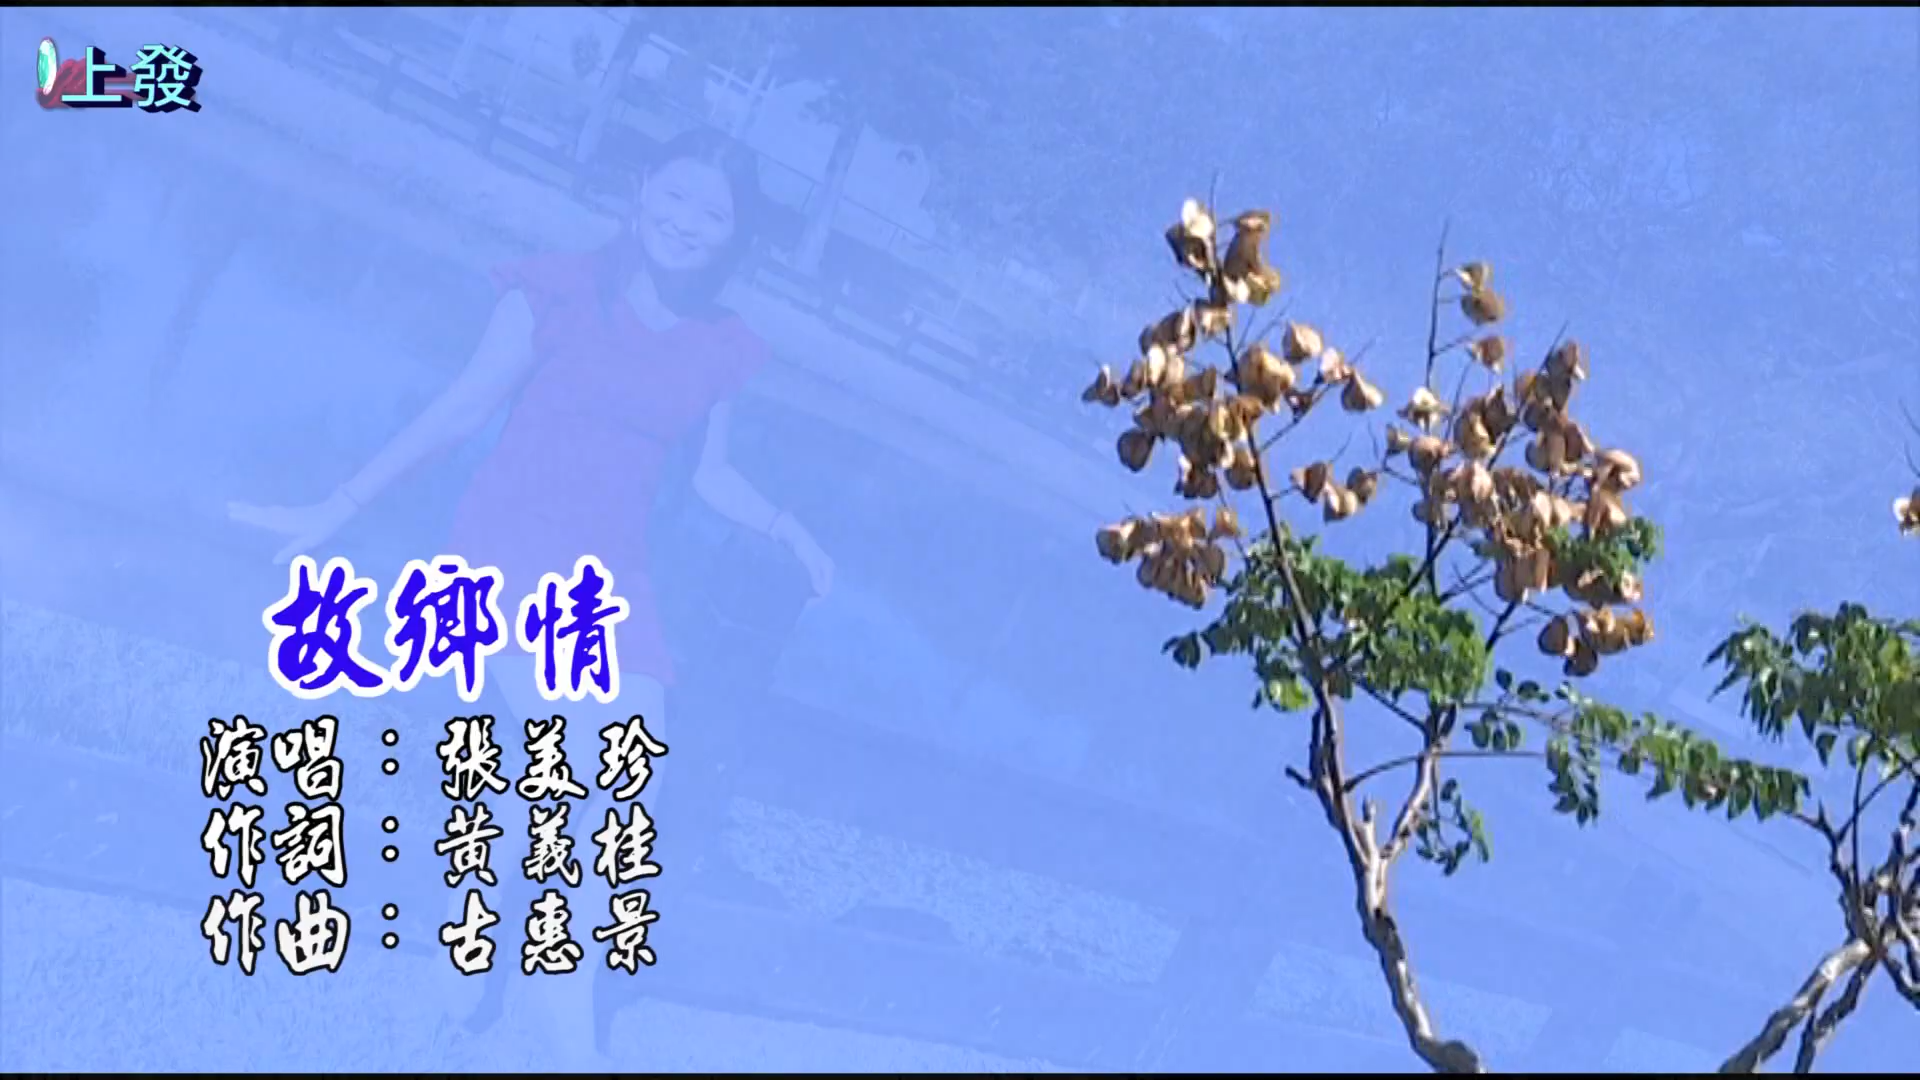 上發
故鄉情
演唱：張美珍
作詞：黃義桂
作曲：古惠景